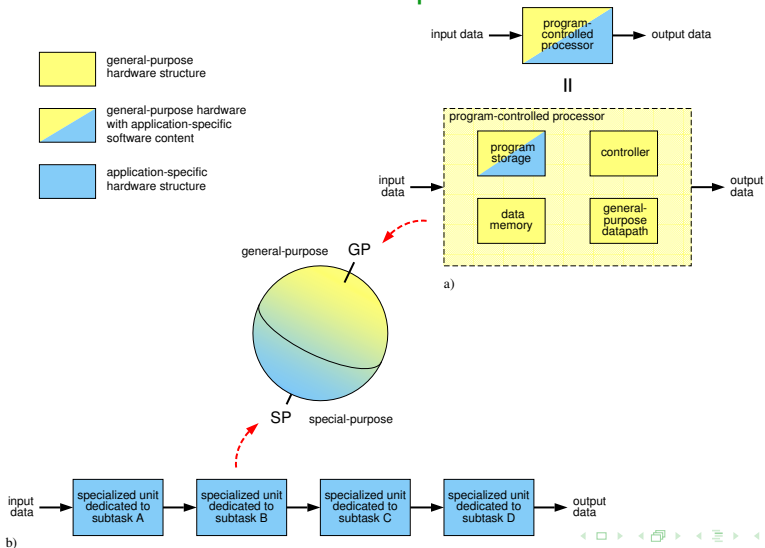 input data
program-
controlled
processor
output data
general-purpose
hardware structure
general-purpose hardware
with application-specific
software content
application-specific
hardware structure
program-controlled processor
program
storage
controller
input
data
output
data
data
memory
general-
purpose
datapath
a)
general-purpose
GP
SP
special-purpose
input
data
specialized unit
dedicated to
subtask A
specialized unit
dedicated to
subtask B
specialized unit
dedicated to
subtask C
specialized unit
dedicated to
subtask D
output
data
b)